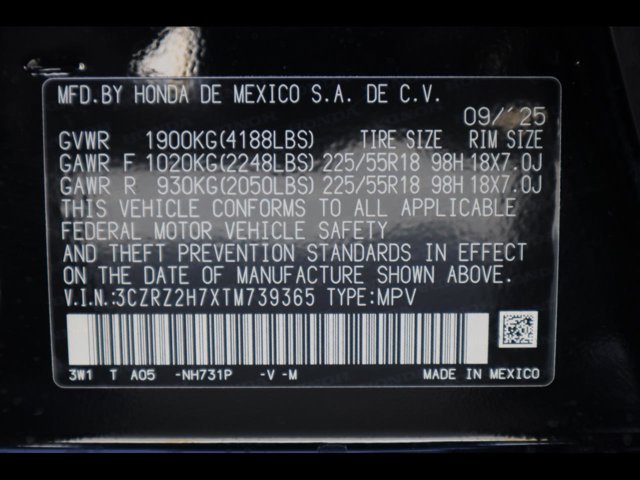 MFD.BY HONDA DE MEXICO S.A. DE C.V.
09/'25
GVWR 1900KG(4188LBS) TIRE SIZE RIM SIZE
GAWR F 1020KG(2248LBS) 225/55R18 98H 18X7.0J
GAWR R 930KG(2050LBS) 225/55R18 98H 18X7.0J
THIS VEHICLE CONFORMS TO ALL APPLICABLE
FEDERAL MOTOR VEHICLE SAFETY
AND THEFT PREVENTION STANDARDS IN EFFECT
ON THE DATE OF MANUFACTURE SHOWN ABOVE.
V.I.N.:3CZRZ2H7XTM739365 TYPE:MPV
3W1 T A05 -NH731P -V -M MADE IN MEXICO